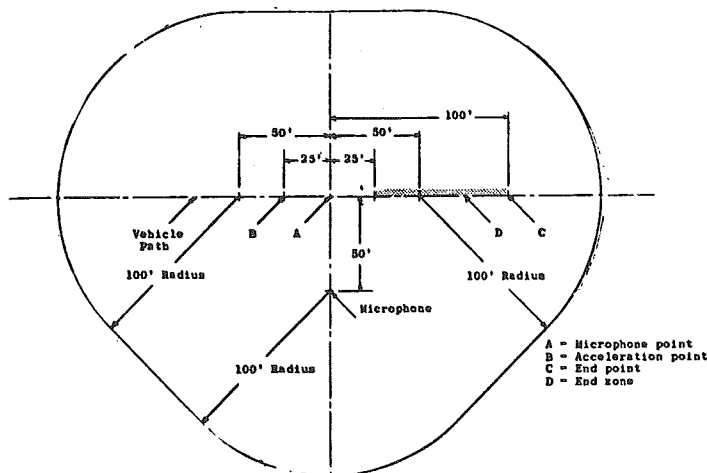 100'
50'
50'
25'
25'
Vehicle
Path
B
A
D
C
50'
100' Radius
100' Radius
Microphone
100' Radius
A = Microphone point
B = Acceleration point
C = End point
D = End zone